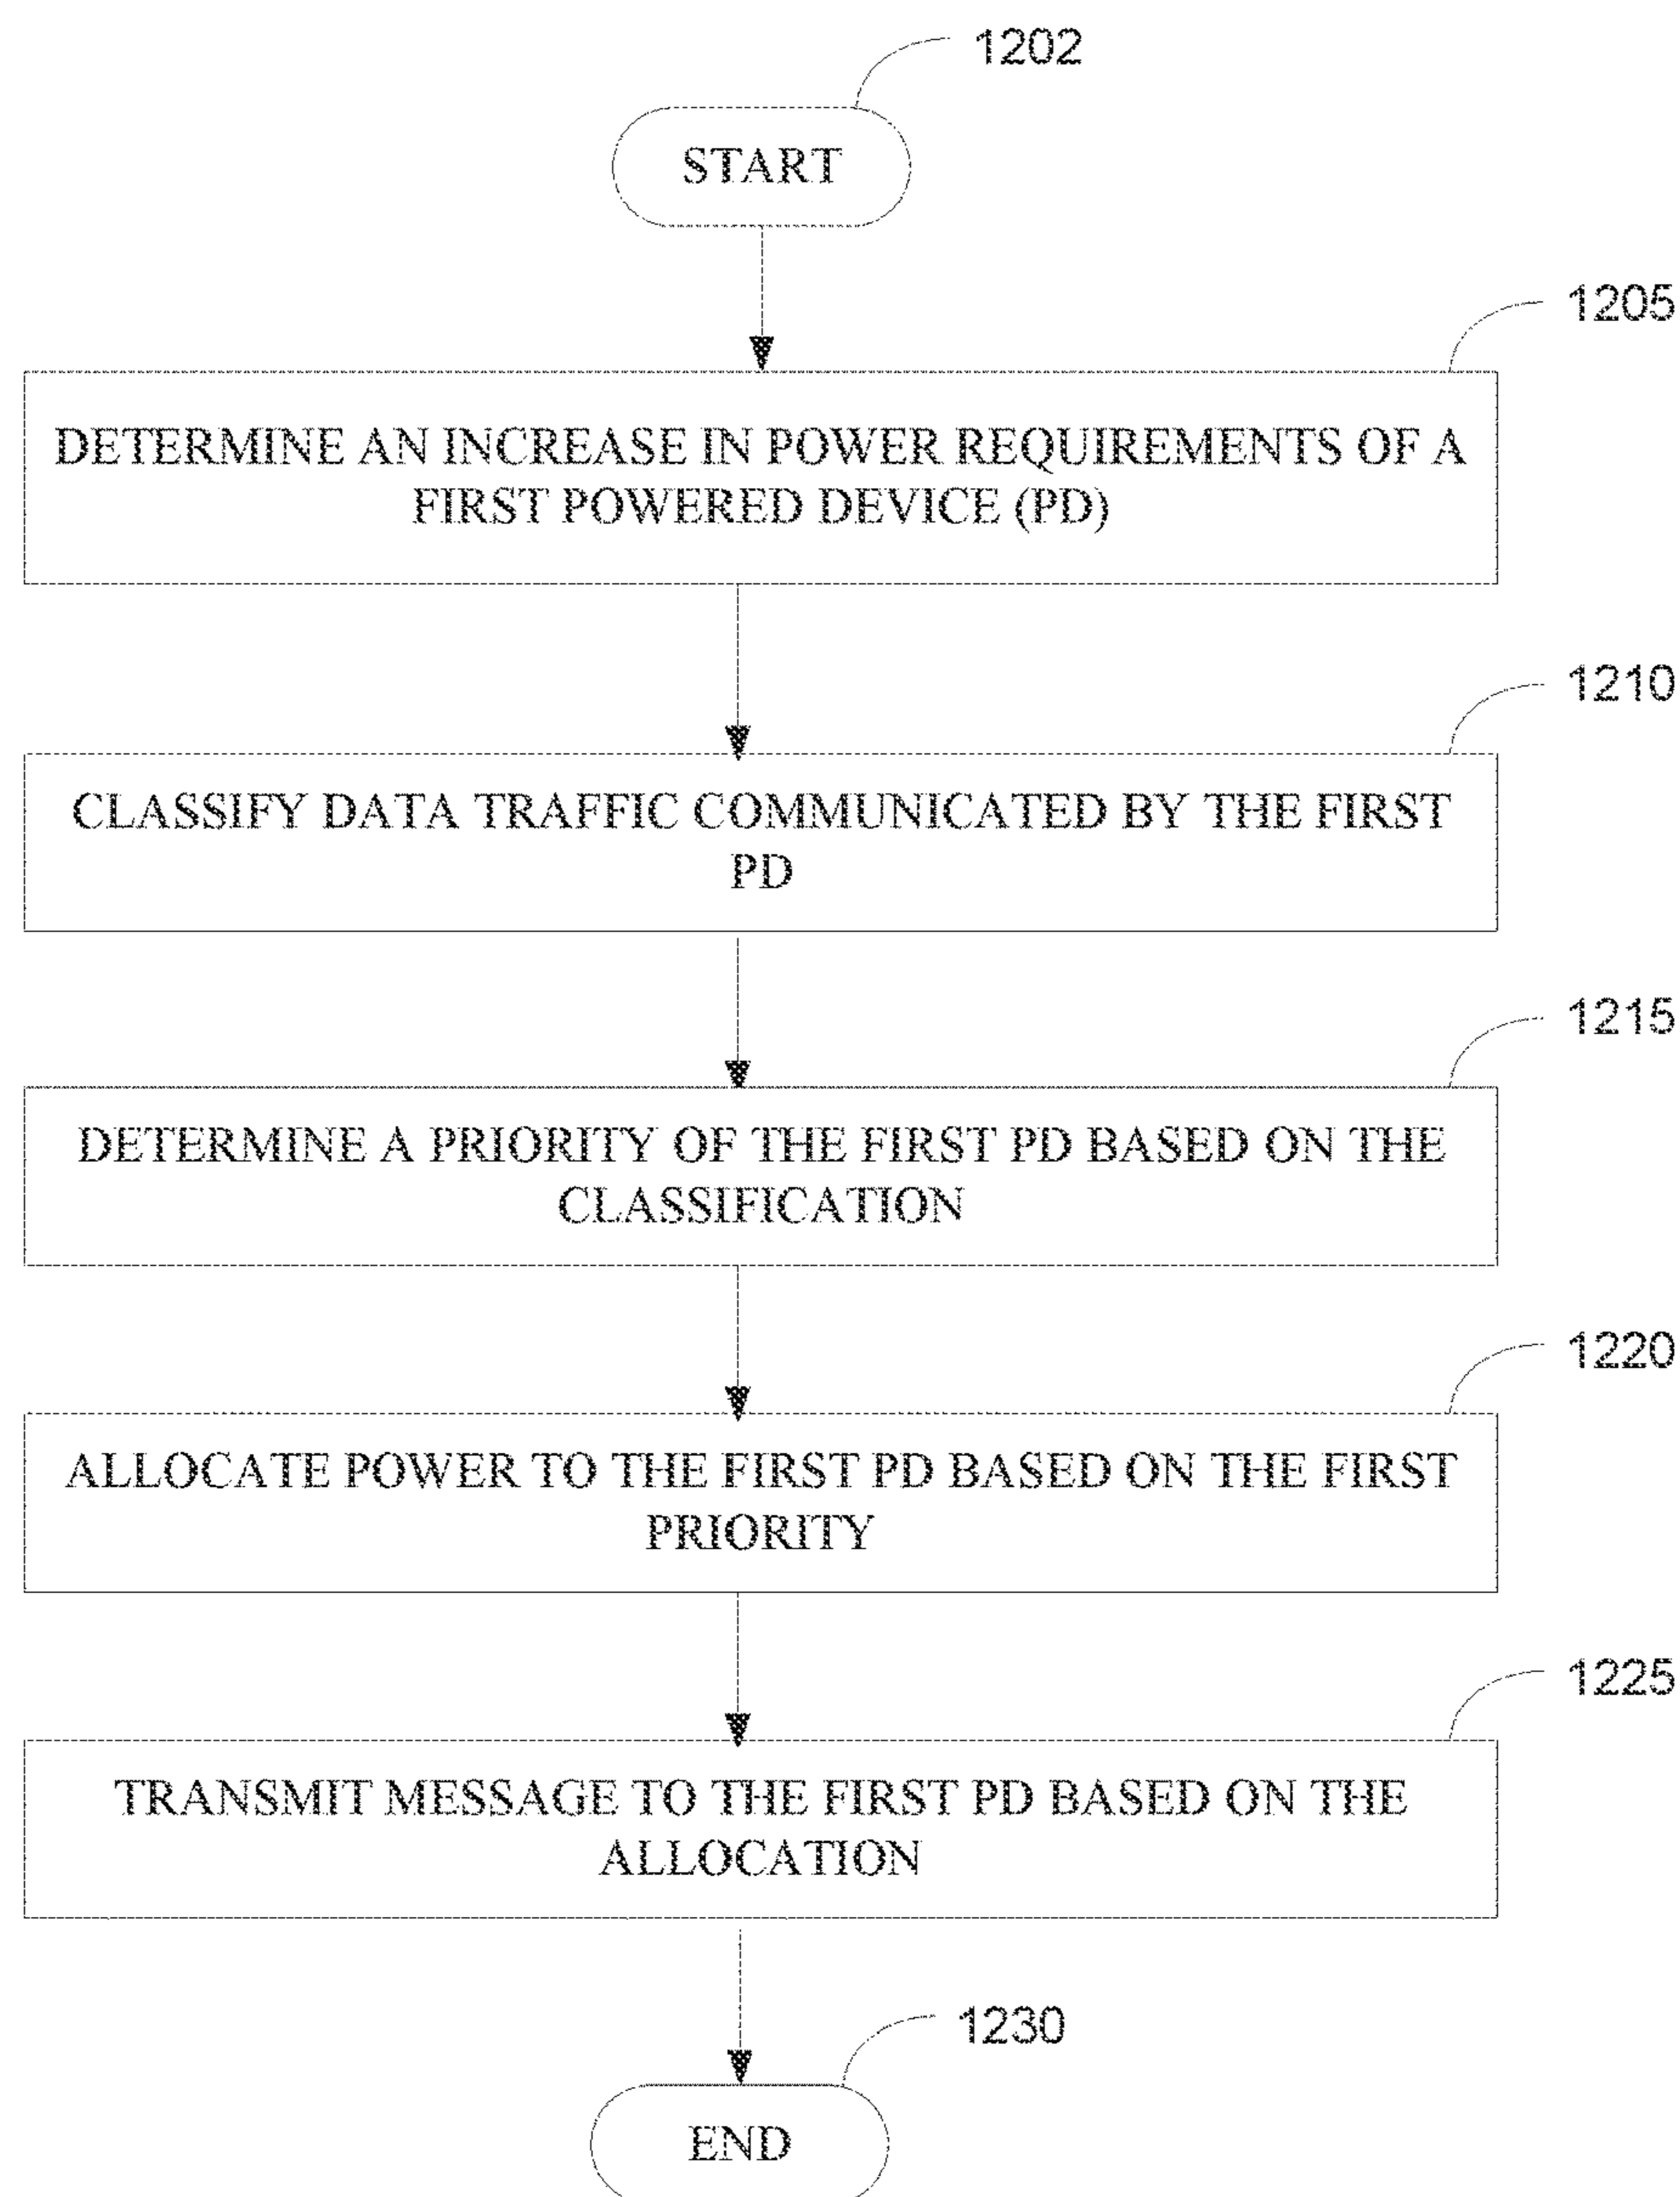 1202
START
1205
DETERMINE AN INCREASE IN POWER REQUIREMENTS OF A
FIRST POWERED DEVICE (PD)
1210
CLASSIFY DATA TRAFFIC COMMUNICATED BY THE FIRST
PD
1215
DETERMINE A PRIORITY OF THE FIRST PD BASED ON THE
CLASSIFICATION
1220
ALLOCATE POWER TO THE FIRST PD BASED ON THE FIRST
PRIORITY
1225
TRANSMIT MESSAGE TO THE FIRST PD BASED ON THE
ALLOCATION
1230
END